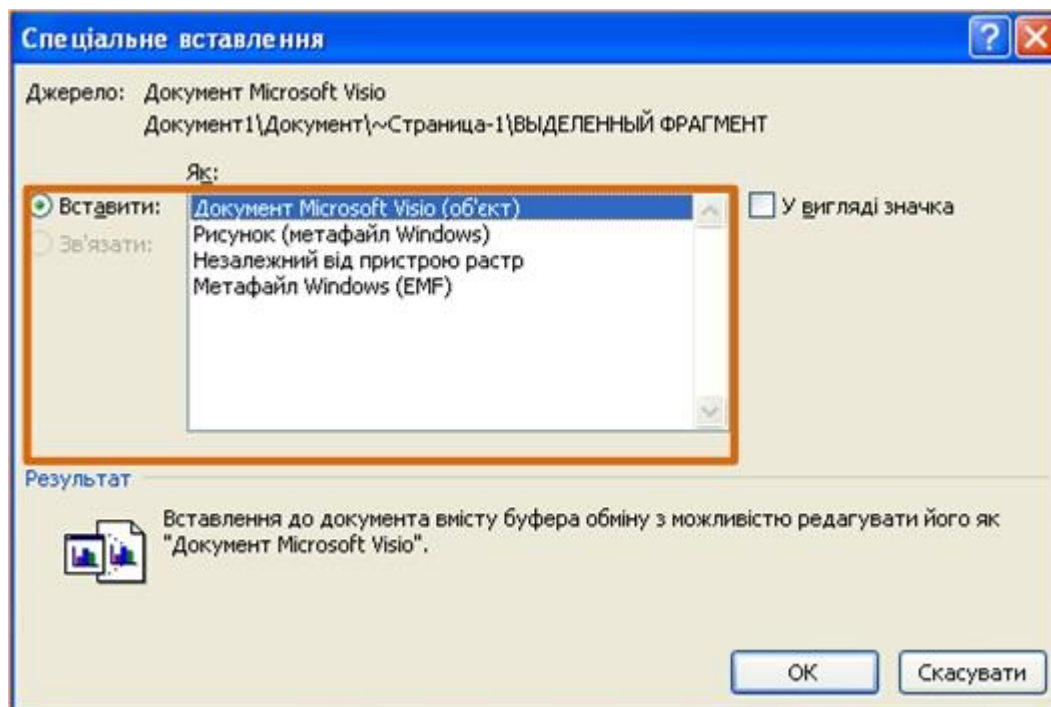 Спеціальне вставлення
Джерело: Документ Microsoft Visio
Документ1\Документ\~Страница-1\ВЫДЕЛЕННЫЙ ФРАГМЕНТ
Як:
Вставити:
Зв'язати:
Документ Microsoft Visio (об'єкт)
Рисунок (метафайл Windows)
Незалежний від пристрою растр
Метафайл Windows (EMF)
У вигляді значка
Результат
Вставлення до документа вмісту буфера обміну з можливістю редагувати його як
"Документ Microsoft Visio".
ОК
Скасувати